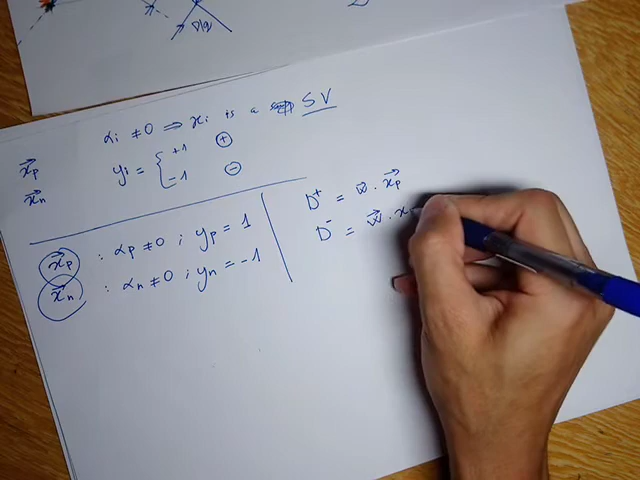 αi ≠ 0 ⇒ xi is a SV
x⃗p
yi = { +1 ⊕
-1 ⊖
x⃗n
x⃗p : αp ≠ 0 ; yp = 1
x⃗n : αn ≠ 0 ; yn = -1
D⁺ = w⃗ . x⃗p
D⁻ = w⃗ . x